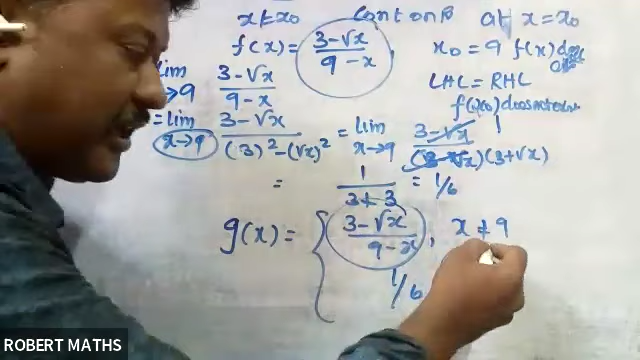 x≠x₀ Cont on R at x=x₀
f(x) = 3-√x / 9-x, x₀ = 9 f(x) does
lim x→9 3-√x / 9-x LHL = RHL
= lim x→9 3-√x / (3)²-(√x)² = lim x→9 3-√x / (3-√x)(3+√x)
= 1 / 3+3 = 1/6
g(x) = { 3-√x / 9-x, x≠9
1/6
ROBERT MATHS